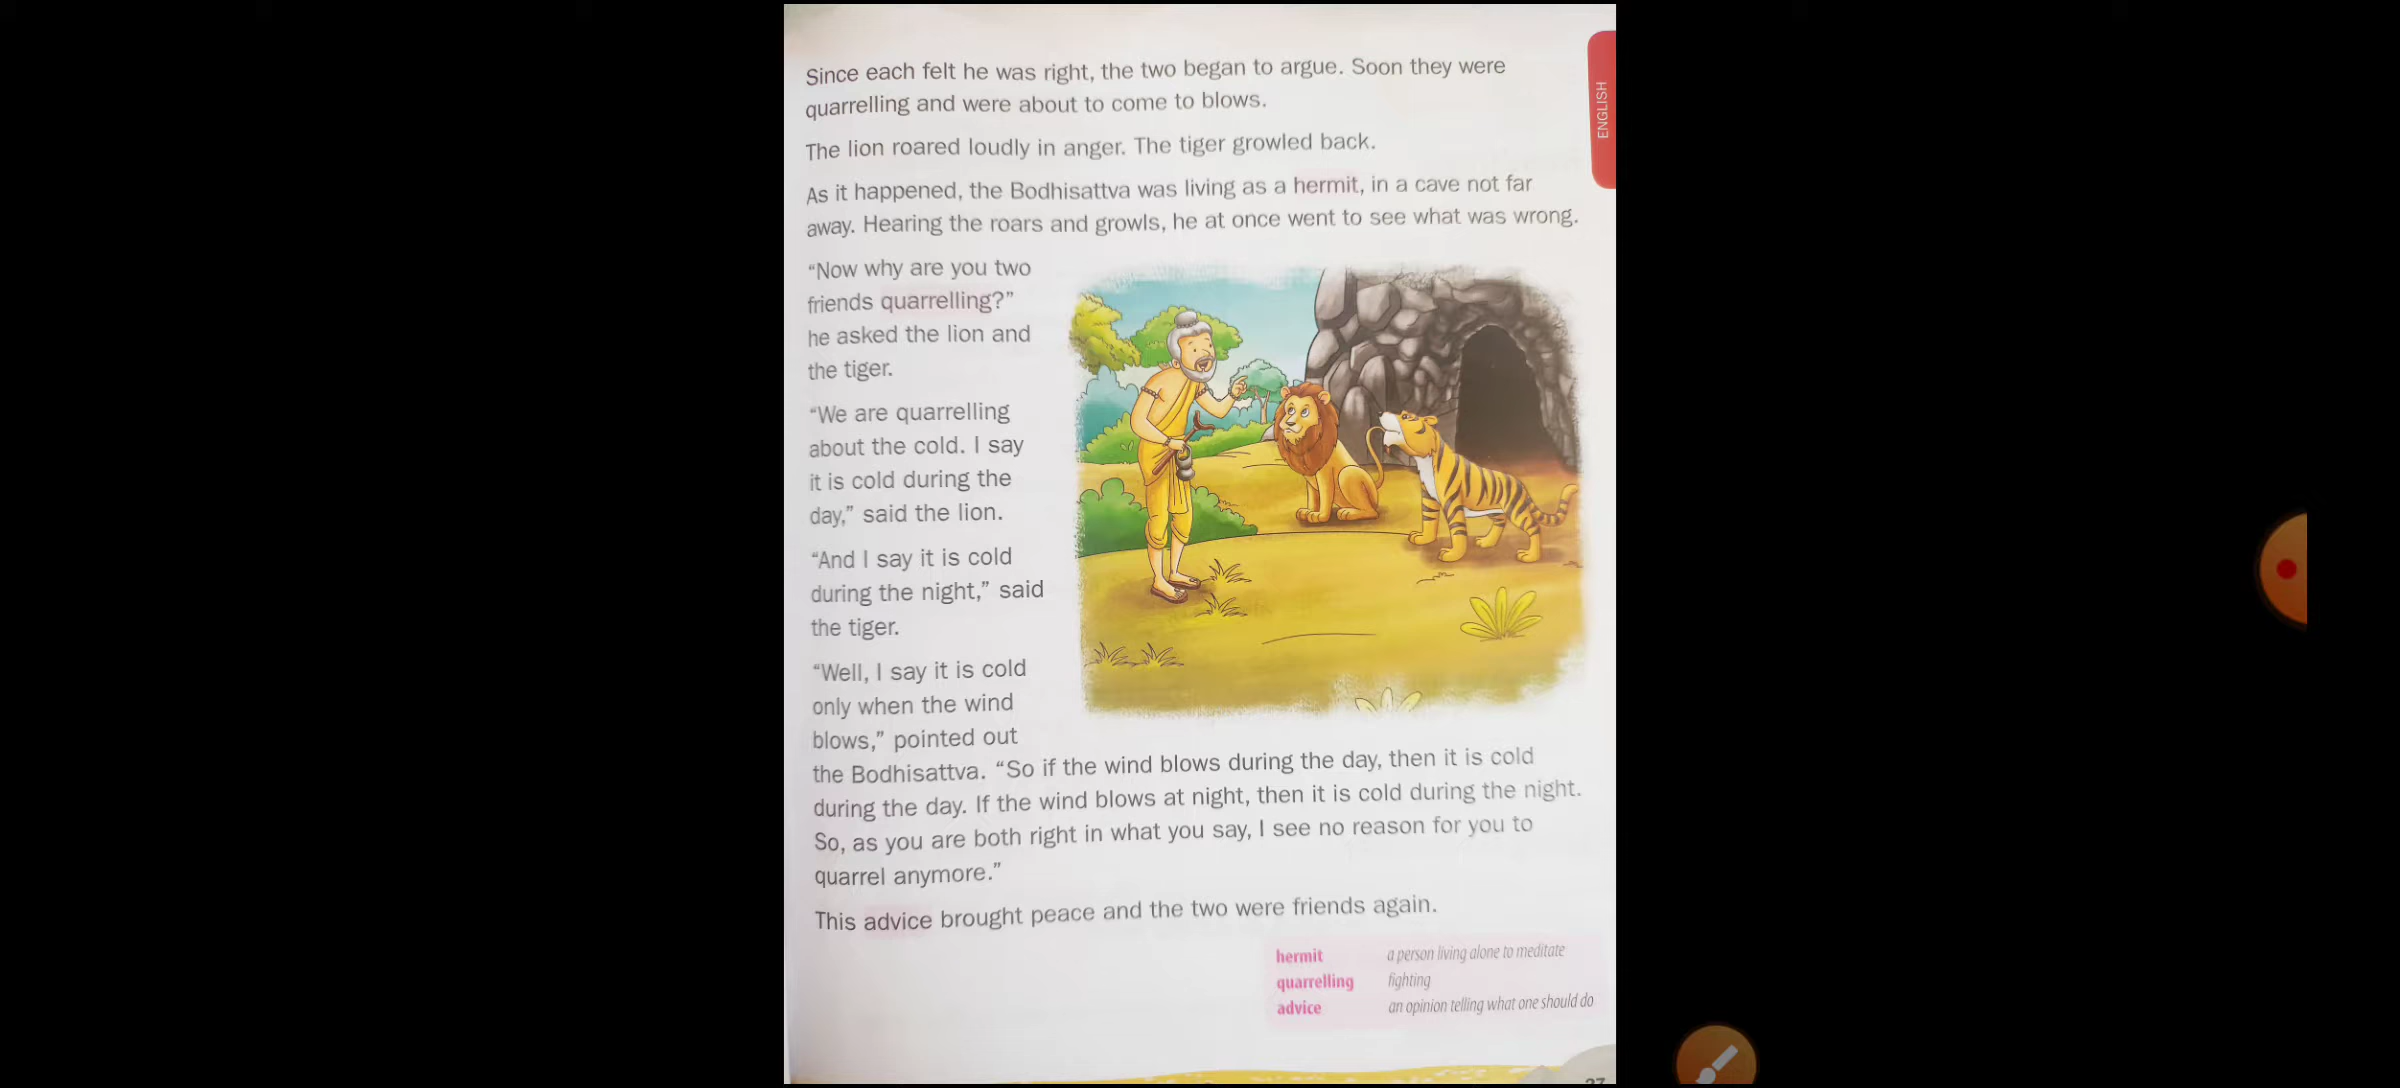 Since each felt he was right, the two began to argue. Soon they were
quarrelling and were about to come to blows.
The lion roared loudly in anger. The tiger growled back.
As it happened, the Bodhisattva was living as a hermit, in a cave not far
away. Hearing the roars and growls, he at once went to see what was wrong.
“Now why are you two
friends quarrelling?”
he asked the lion and
the tiger.
“We are quarrelling
about the cold. I say
it is cold during the
day,” said the lion.
“And I say it is cold
during the night,” said
the tiger.
“Well, I say it is cold
only when the wind
blows,” pointed out
the Bodhisattva. “So if the wind blows during the day, then it is cold
during the day. If the wind blows at night, then it is cold during the night.
So, as you are both right in what you say, I see no reason for you to
quarrel anymore.”
This advice brought peace and the two were friends again.
hermit a person living alone to meditate
quarrelling fighting
advice an opinion telling what one should do
ENGLISH